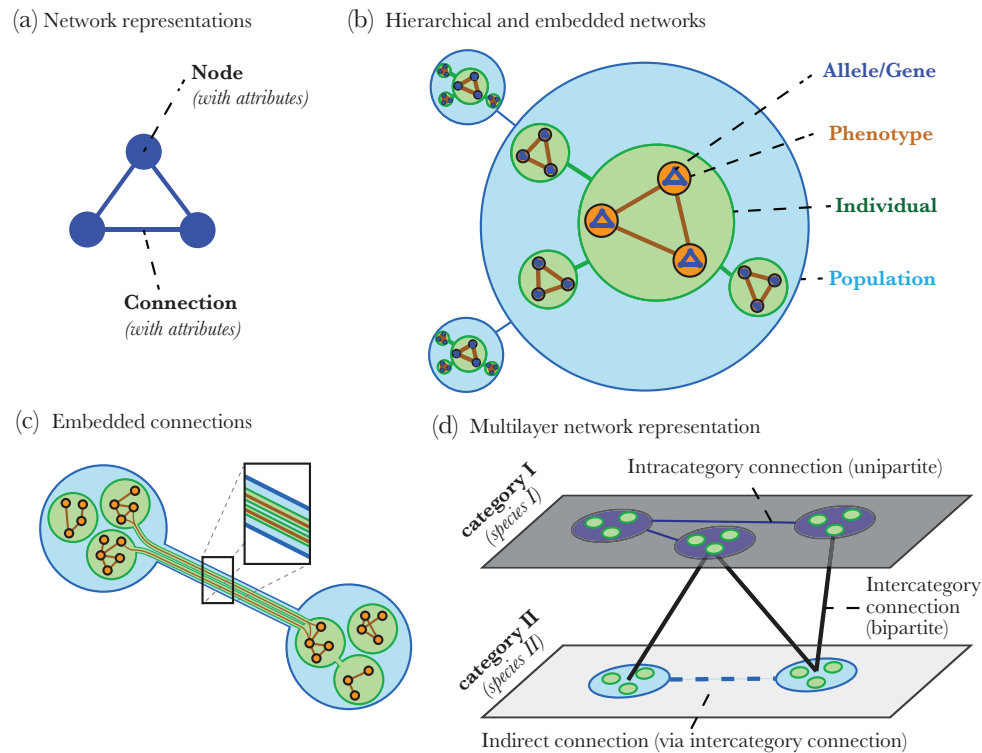 (a) Network representations
Node
(with attributes)
Connection
(with attributes)
(b) Hierarchical and embedded networks
Allele/Gene
Phenotype
Individual
Population
(c) Embedded connections
(d) Multilayer network representation
Intracategory connection (unipartite)
category I
(species I)
Intercategory
connection
(bipartite)
category II
(species II)
Indirect connection (via intercategory connection)